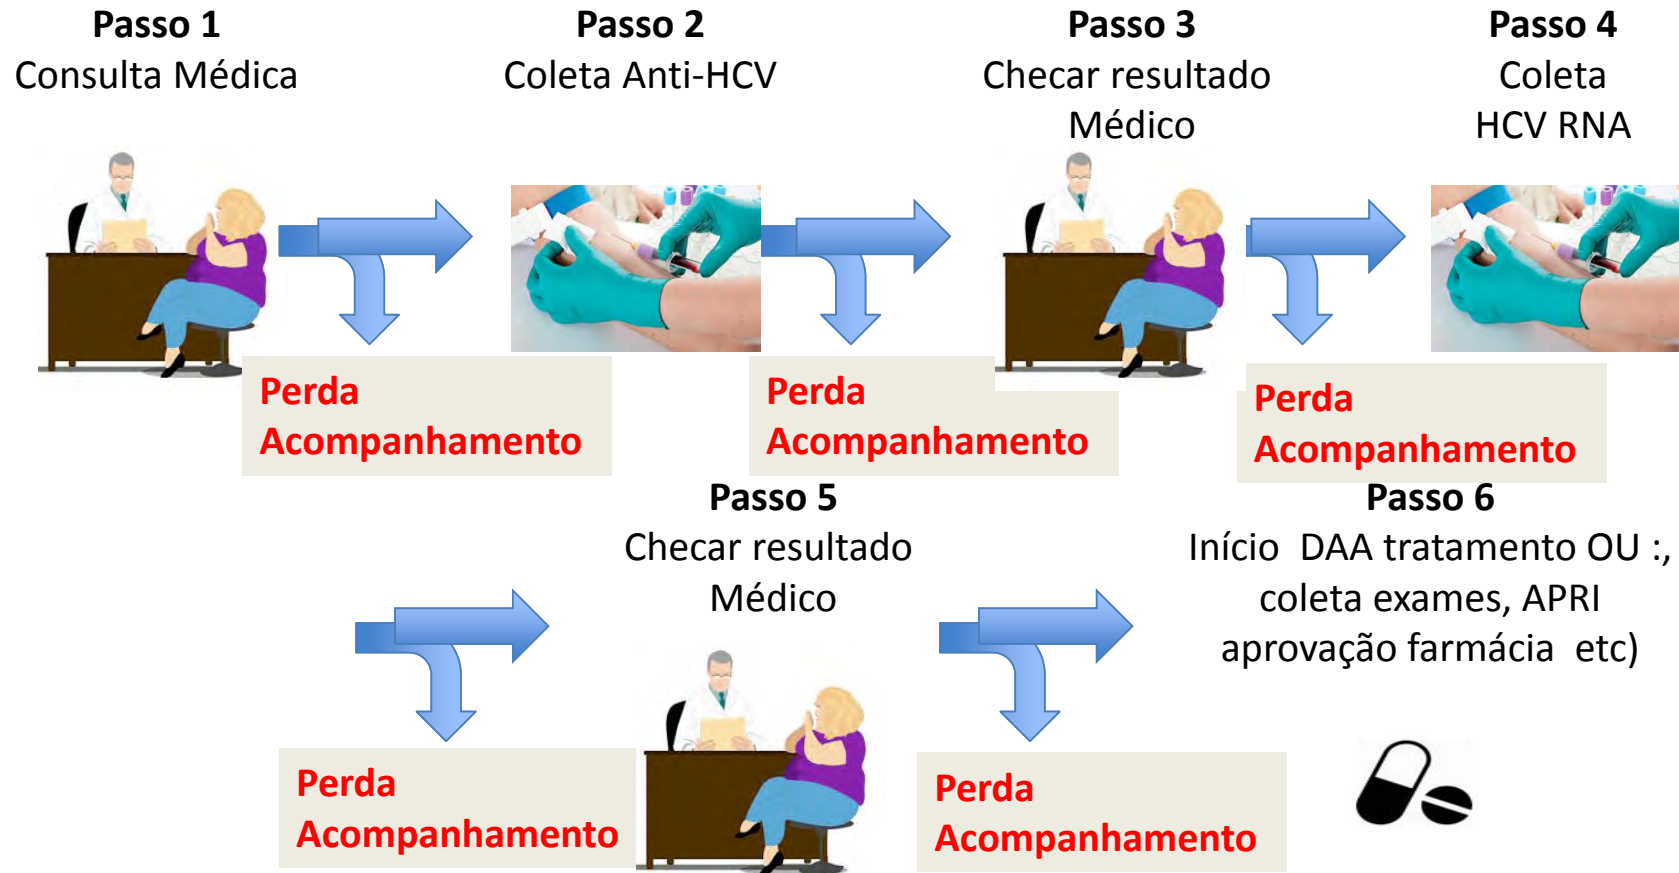 Passo 1
Consulta Médica
Passo 2
Coleta Anti-HCV
Passo 3
Checar resultado
Médico
Passo 4
Coleta
HCV RNA
Perda
Acompanhamento
Perda
Acompanhamento
Perda
Acompanhamento
Passo 5
Checar resultado
Médico
Passo 6
Início DAA tratamento OU :,
coleta exames, APRI
aprovação farmácia etc)
Perda
Acompanhamento
Perda
Acompanhamento